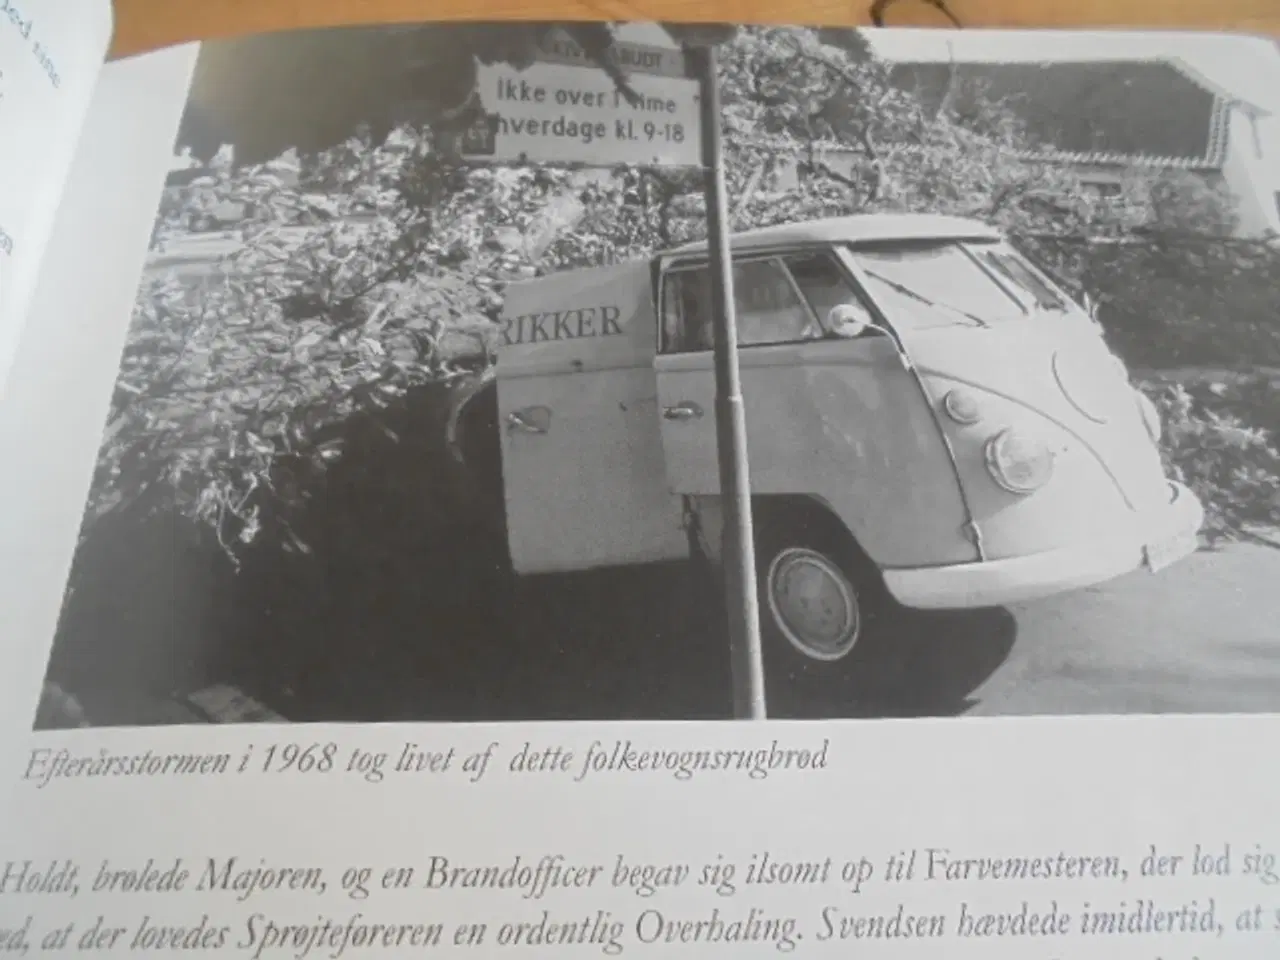 Ikke over 1 time
hverdage kl. 9-18
RIKKER
Efterårsstormen i 1968 tog livet af dette folkevognsrugbrød
Holdt, brølede Majoren, og en Brandofficer begav sig ilsomt op til Farvemesteren, der lod sig
ed, at der lovedes Sprøjteføreren en ordentlig Overhaling. Svendsen hævdede imidlertid, at